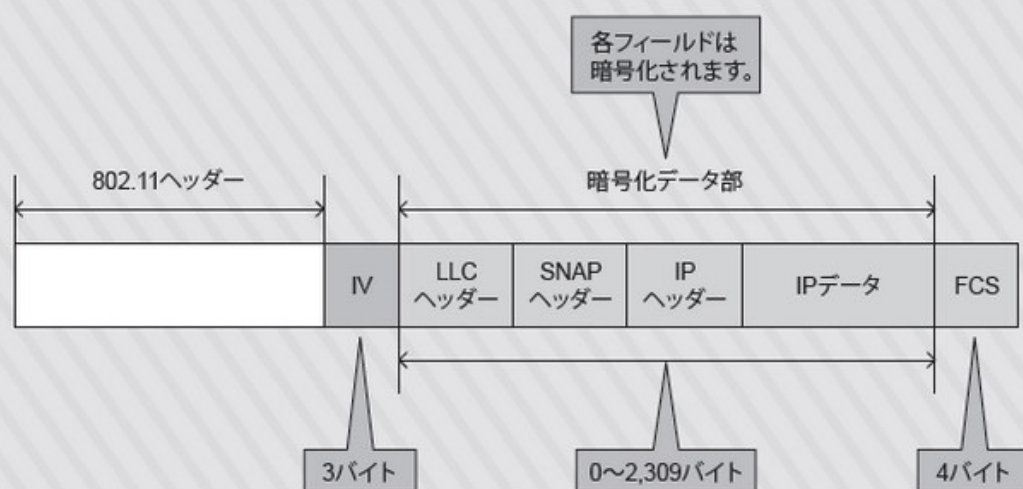 各フィールドは
暗号化されます。
802.11ヘッダー
暗号化データ部
IV
LLC
ヘッダー
SNAP
ヘッダー
IP
ヘッダー
IPデータ
FCS
3バイト
0～2,309バイト
4バイト